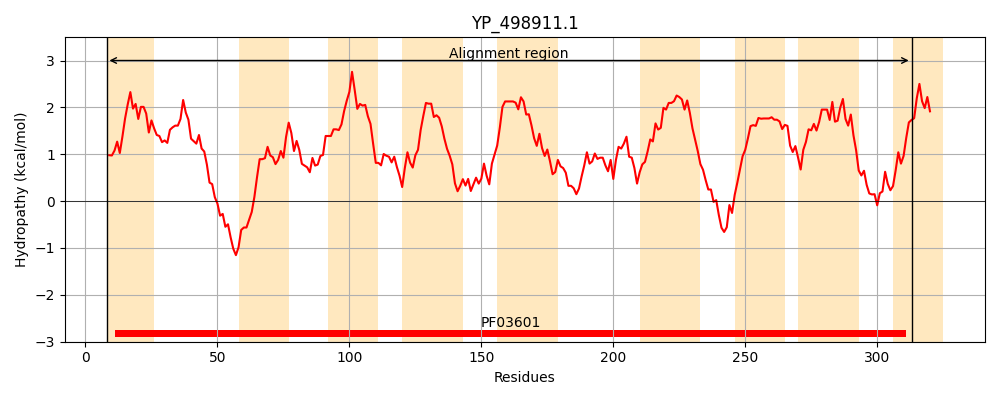 YP_498911.1
Hydropathy (kcal/mol)
3
2
1
0
−1
−2
−3
Alignment region
PF03601
0
50
100
150
200
250
300
Residues